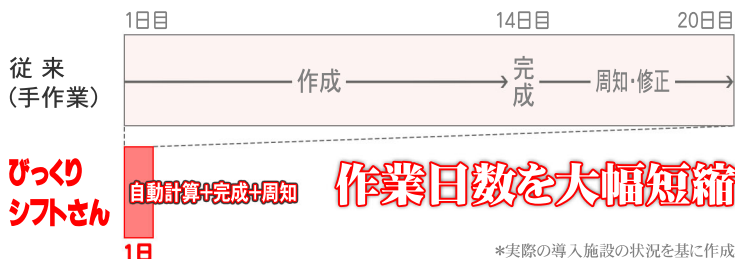 1日目 14日目 20日目
従 来
(手作業)
作成
完成
周知・修正
びっくり
シフトさん
自動計算+完成+周知
作業日数を大幅短縮
1日
*実際の導入施設の状況を基に作成